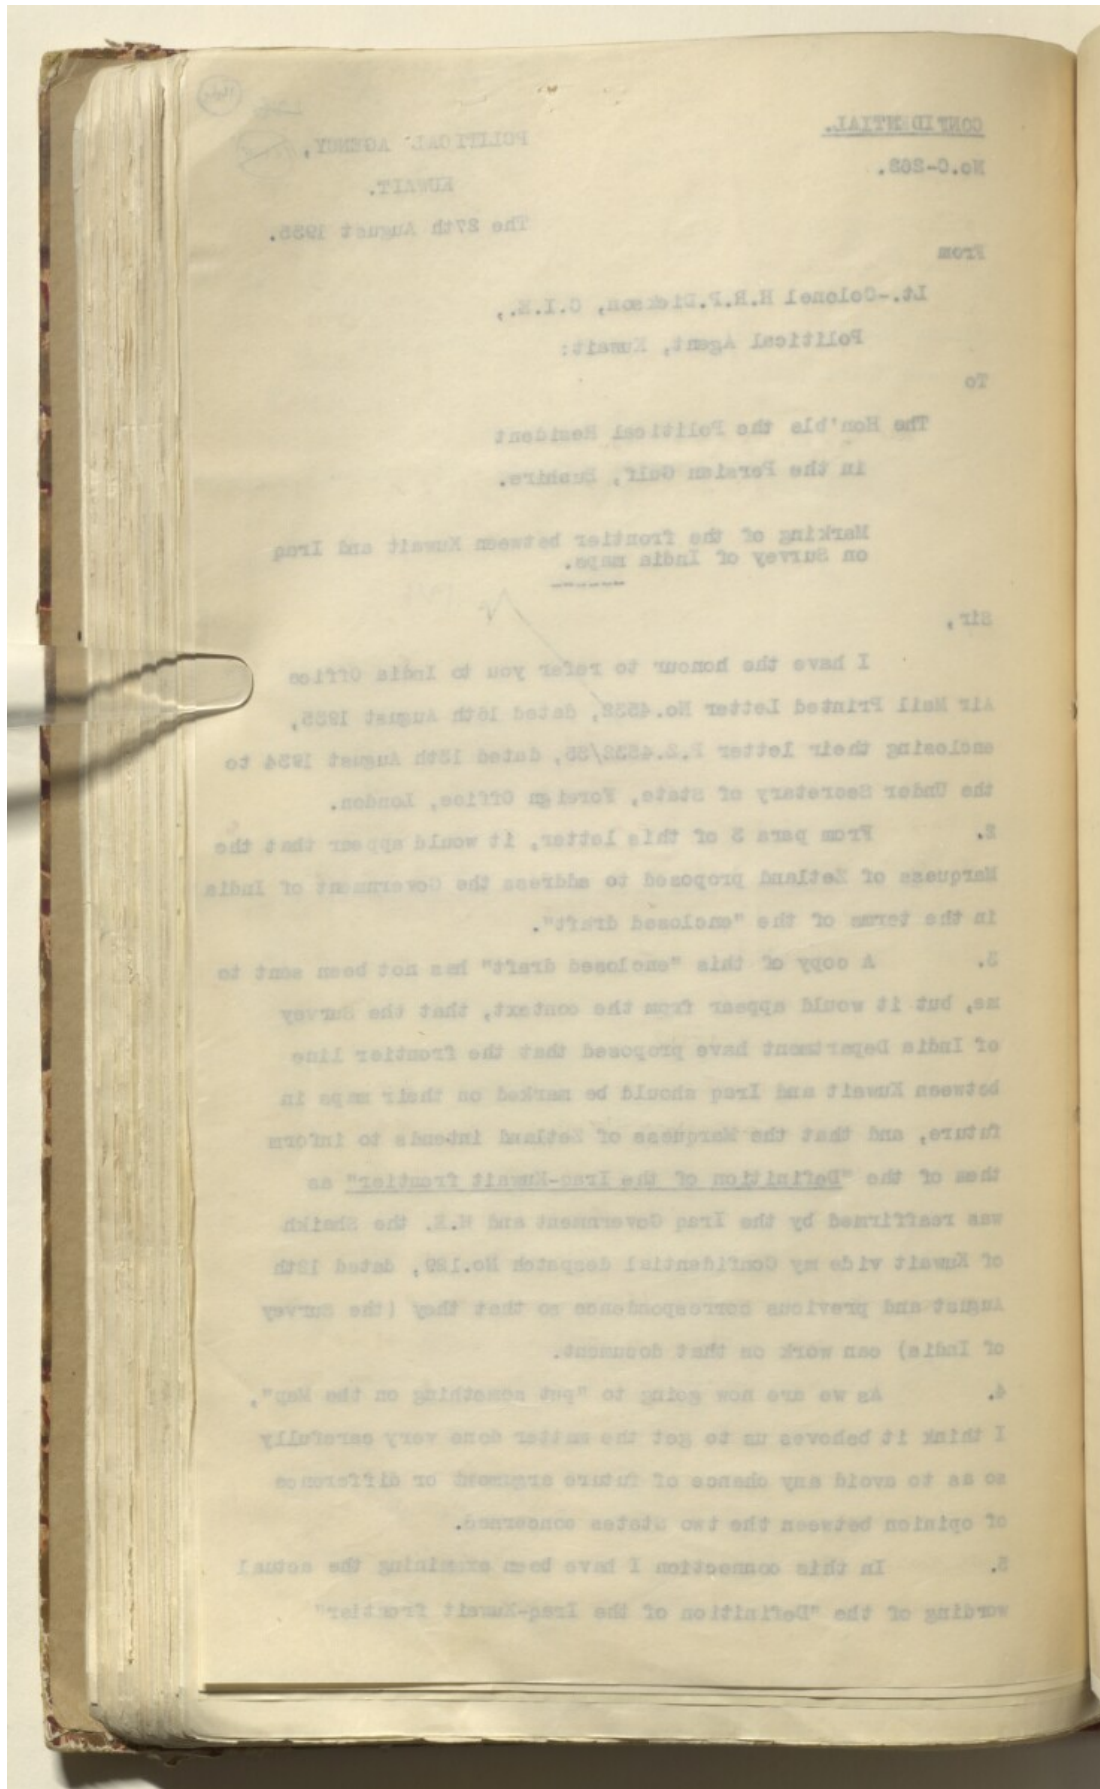 CONFIDENTIAL.
No.C-268.
POLITICAL AGENCY,
KUWAIT.
The 27th August 1935.
From
Lt.-Colonel H.R.P.Dickson, C.I.E.,
Political Agent, Kuwait:
To
The Hon'ble the Political Resident
in the Persian Gulf, Bushire.
Marking of the frontier between Kuwait and Iraq
on Survey of India maps.
Sir,
I have the honour to refer you to India Office
Air Mail Printed Letter No.4532, dated 16th August 1935,
enclosing their letter P.Z.4532/35, dated 15th August 1934 to
the Under Secretary of State, Foreign Office, London.
2. From para 3 of this letter, it would appear that the
Marquess of Zetland proposed to address the Government of India
in the terms of the "enclosed draft".
3. A copy of this "enclosed draft" has not been sent to
me, but it would appear from the context, that the Survey
of India Department have proposed that the frontier line
between Kuwait and Iraq should be marked on their maps in
future, and that the Marquess of Zetland intends to inform
them of the "Definition of the Iraq-Kuwait frontier" as
was reaffirmed by the Iraq Government and H.E. the Shaikh
of Kuwait vide my Confidential despatch No.199, dated
August and previous correspondence so that they (the Survey
of India) can work on that document.
4. As we are now going to "put something on the Map",
I think it behoves us to get the matter done very carefully
so as to avoid any chance of future argument or difference
of opinion between the two states concerned.
5. In this connection I have been examining the actual
wording of the "Definition of the Iraq-Kuwait frontier"